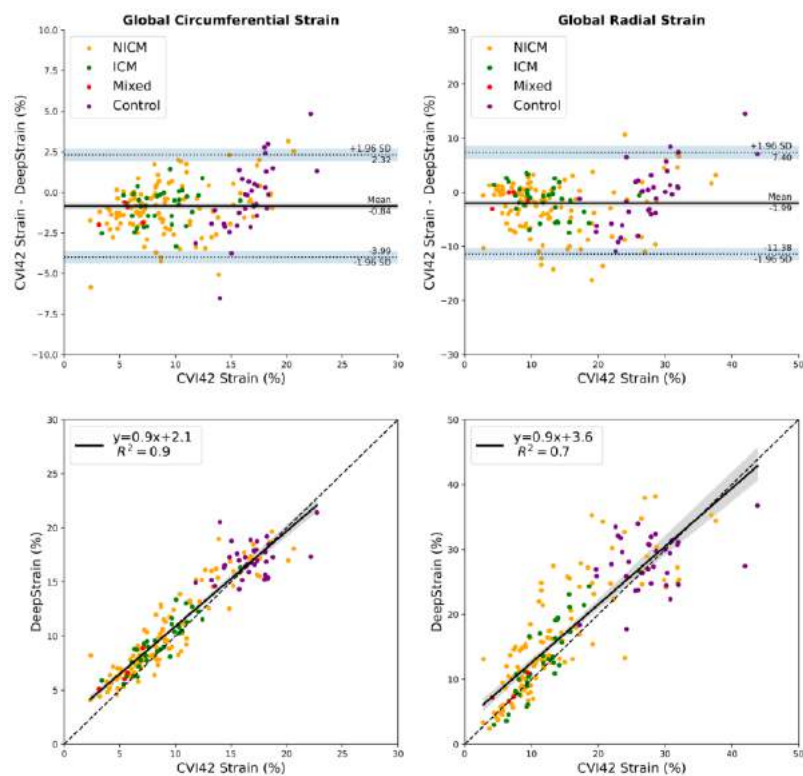 Global Circumferential Strain
10.0
7.5
5.0
2.5
0.0
−2.5
−5.0
−7.5
−10.0
CVI42 Strain - DeepStrain (%)
NICM
ICM
Mixed
Control
+1.96 SD
2.32
Mean
-0.84
-3.99
-1.96 SD
0 5 10 15 20 25 30
CVI42 Strain (%)
Global Radial Strain
30
20
10
0
−10
−20
−30
CVI42 Strain - DeepStrain (%)
NICM
ICM
Mixed
Control
+1.96 SD
7.40
Mean
-1.99
-11.38
-1.96 SD
0 10 20 30 40 50
CVI42 Strain (%)
30
25
20
15
10
5
0
DeepStrain (%)
y=0.9x+2.1
R² = 0.9
0 5 10 15 20 25 30
CVI42 Strain (%)
50
40
30
20
10
0
DeepStrain (%)
y=0.9x+3.6
R² = 0.7
0 10 20 30 40 50
CVI42 Strain (%)